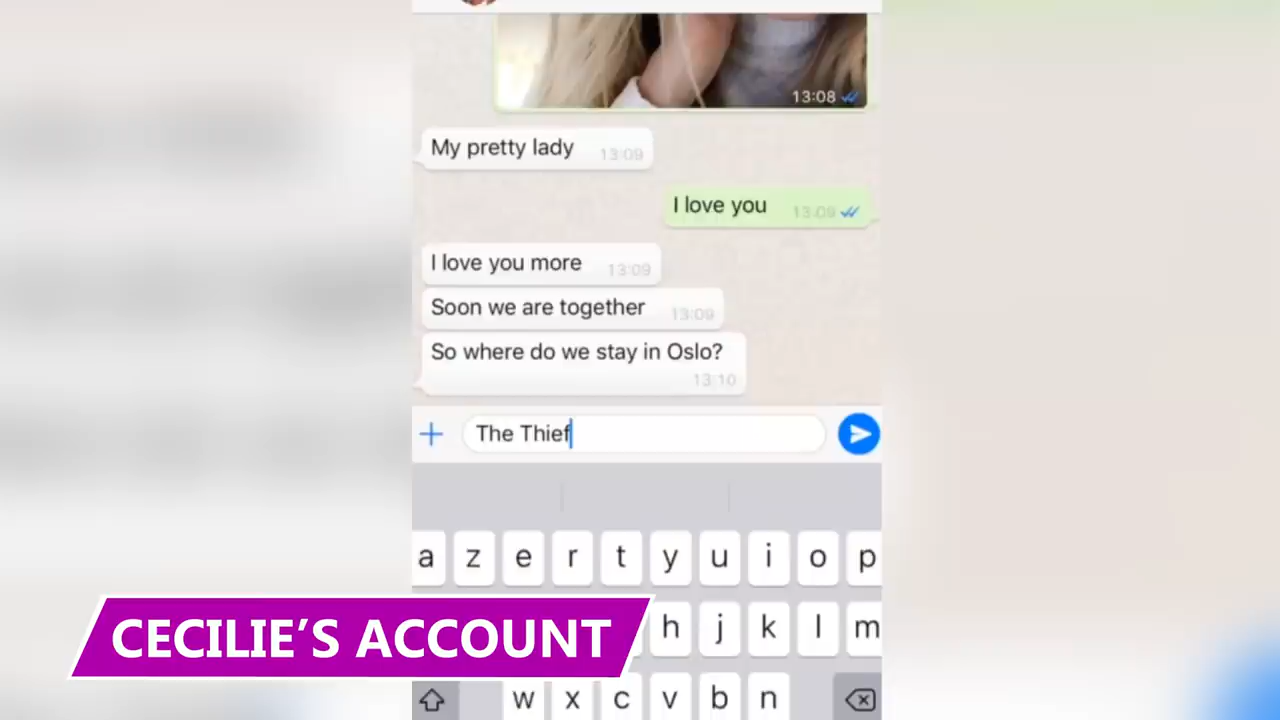 13:08
My pretty lady 13:09
I love you 13:09
I love you more 13:09
Soon we are together 13:09
So where do we stay in Oslo?
13:10
The Thief
a z e r t y u i o p
h j k l m
CECILIE'S ACCOUNT
w x c v b n